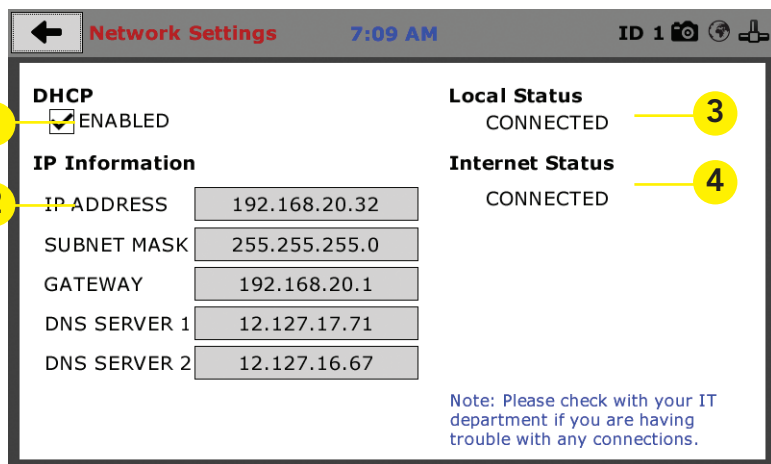 Network Settings 7:09 AM ID 1
DHCP
ENABLED
IP Information
IP ADDRESS 192.168.20.32
SUBNET MASK 255.255.255.0
GATEWAY 192.168.20.1
DNS SERVER 1 12.127.17.71
DNS SERVER 2 12.127.16.67
Local Status
CONNECTED
3
Internet Status
CONNECTED
4
Note: Please check with your IT
department if you are having
trouble with any connections.